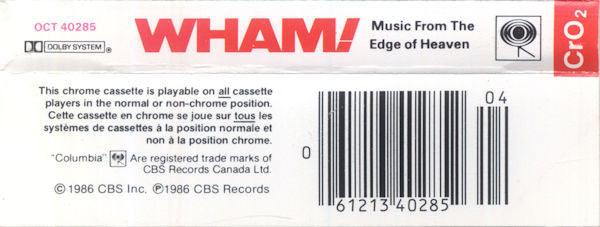 OCT 40285
DOLBY SYSTEM ®
WHAM!
Music From The
Edge of Heaven
CrO₂
This chrome cassette is playable on all cassette
players in the normal or non-chrome position.
Cette cassette en chrome se joue sur tous les
systèmes de cassettes à la position normale et
non à la position chrome.
"Columbia" Are registered trade marks of
CBS Records Canada Ltd.
© 1986 CBS Inc. ℗ 1986 CBS Records
04
0
61213 40285